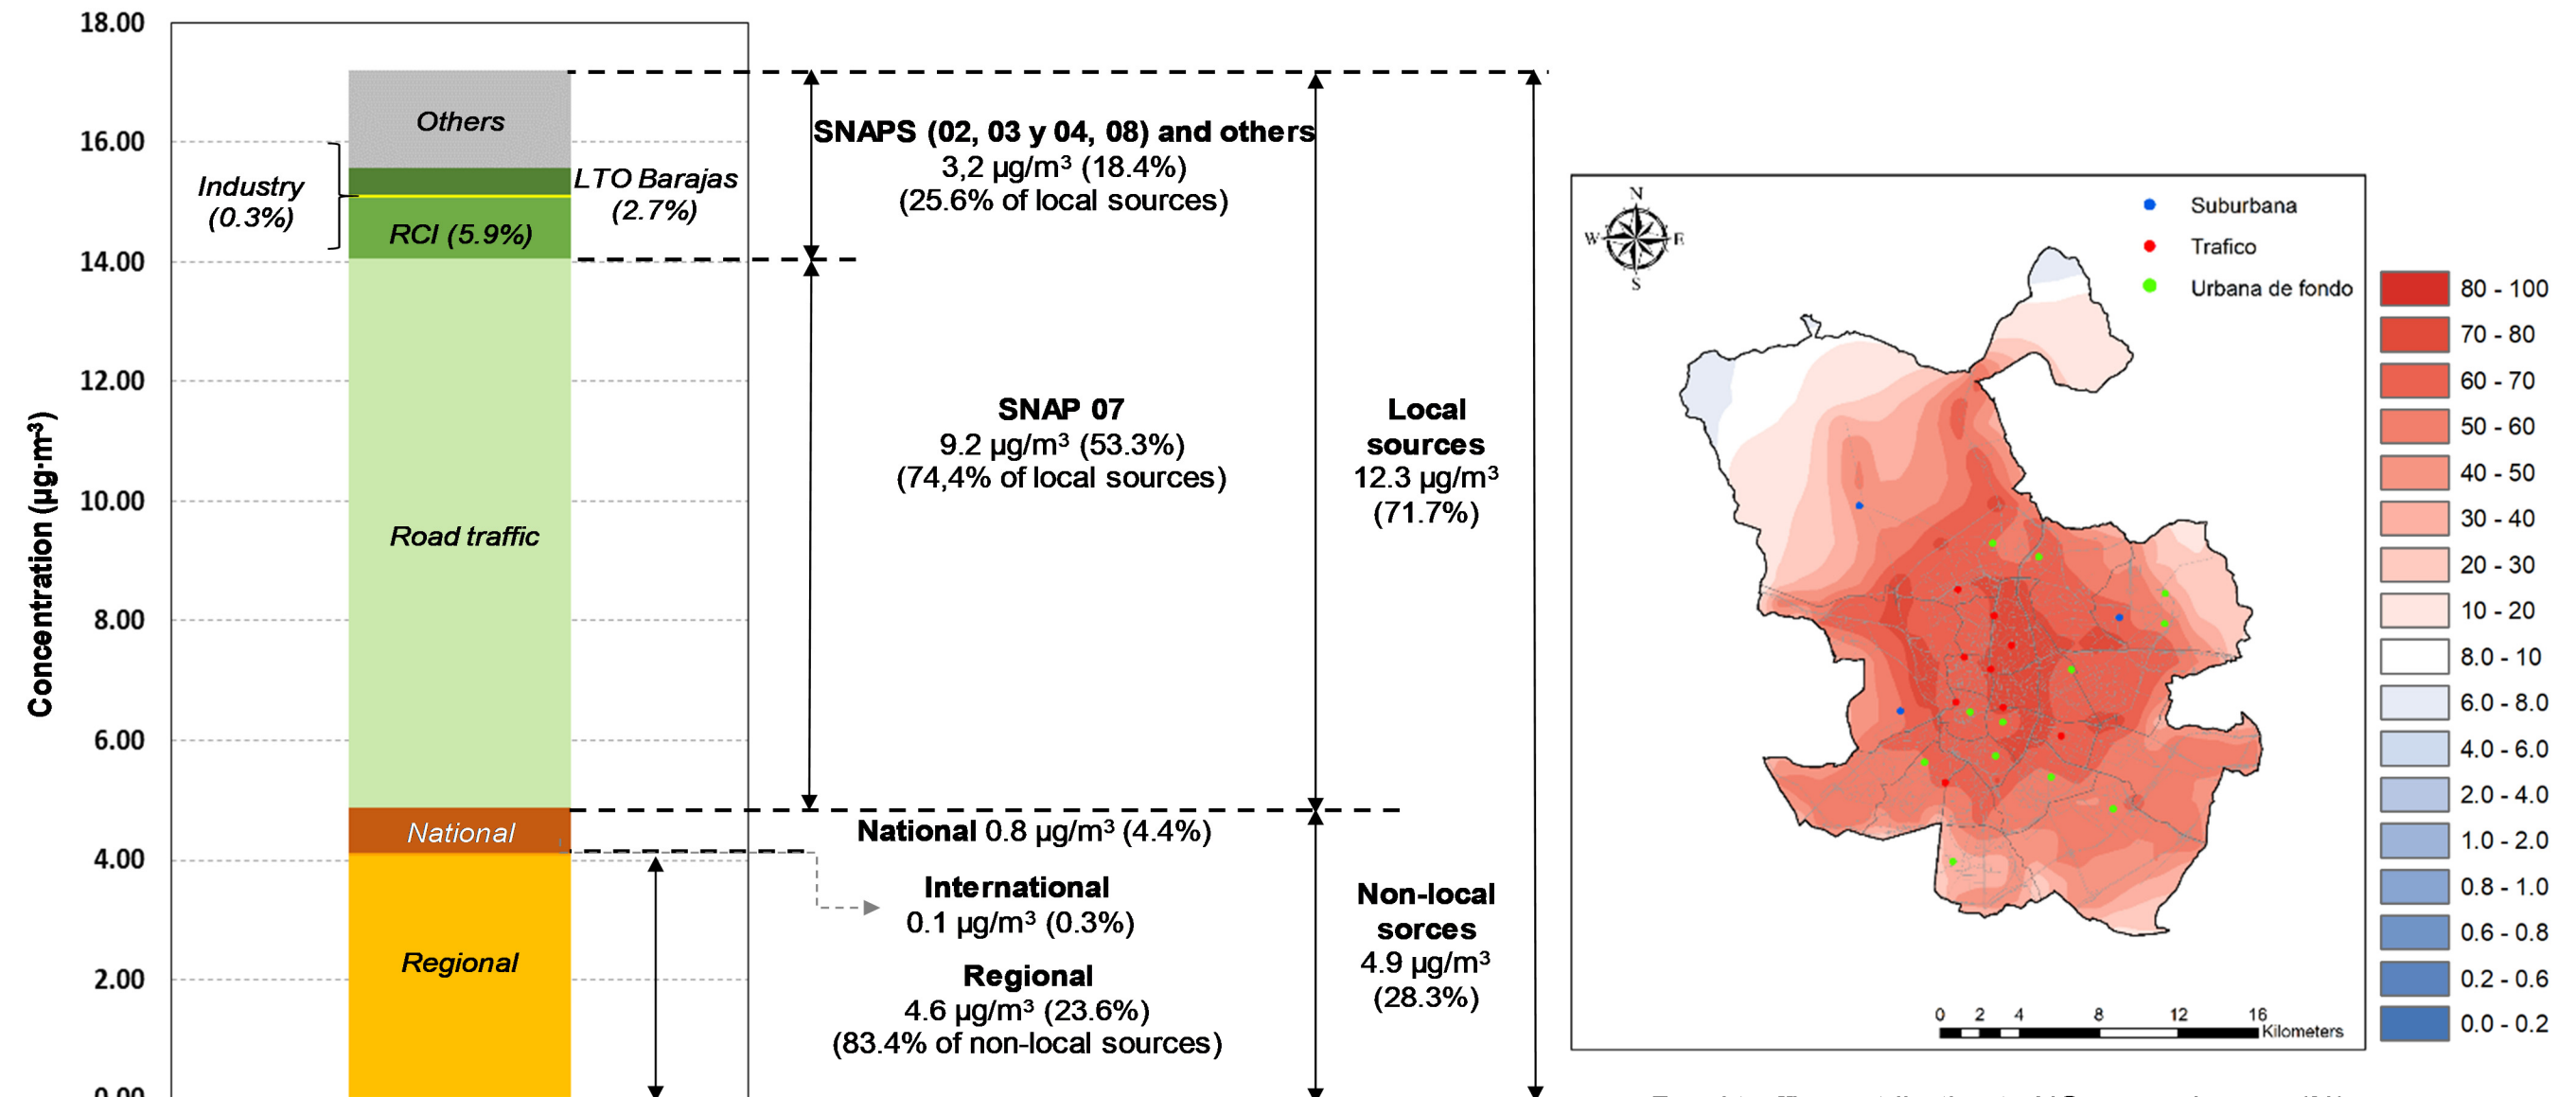 18.00
16.00
14.00
12.00
10.00
8.00
6.00
4.00
2.00
0.00
Concentration (µg·m-³)
Others
Industry
(0.3%)
LTO Barajas
(2.7%)
RCI (5.9%)
Road traffic
National
Regional
SNAPS (02, 03 y 04, 08) and others
3,2 µg/m³ (18.4%)
(25.6% of local sources)
SNAP 07
9.2 µg/m³ (53.3%)
(74,4% of local sources)
Local
sources
12.3 µg/m³
(71.7%)
National 0.8 µg/m³ (4.4%)
International
0.1 µg/m³ (0.3%)
Regional
4.6 µg/m³ (23.6%)
(83.4% of non-local sources)
Non-local
sorces
4.9 µg/m³
(28.3%)
N
W E
S
Suburbana
Trafico
Urbana de fondo
0 2 4 8 12 16
Kilometers
80 - 100
70 - 80
60 - 70
50 - 60
40 - 50
30 - 40
20 - 30
10 - 20
8.0 - 10
6.0 - 8.0
4.0 - 6.0
2.0 - 4.0
1.0 - 2.0
0.8 - 1.0
0.6 - 0.8
0.2 - 0.6
0.0 - 0.2